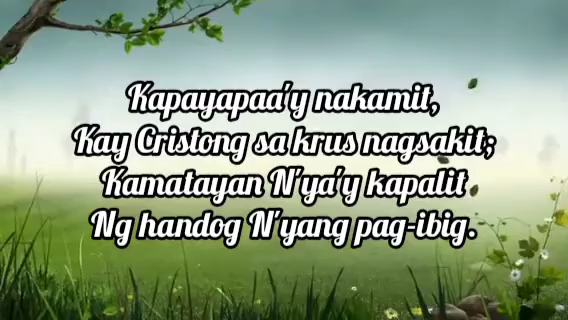 Kapayapaa'y nakamit,
Kay Cristong sa krus nagsakit;
Kamatayan N'ya'y kapalit
Ng handog N'yang pag-ibig.